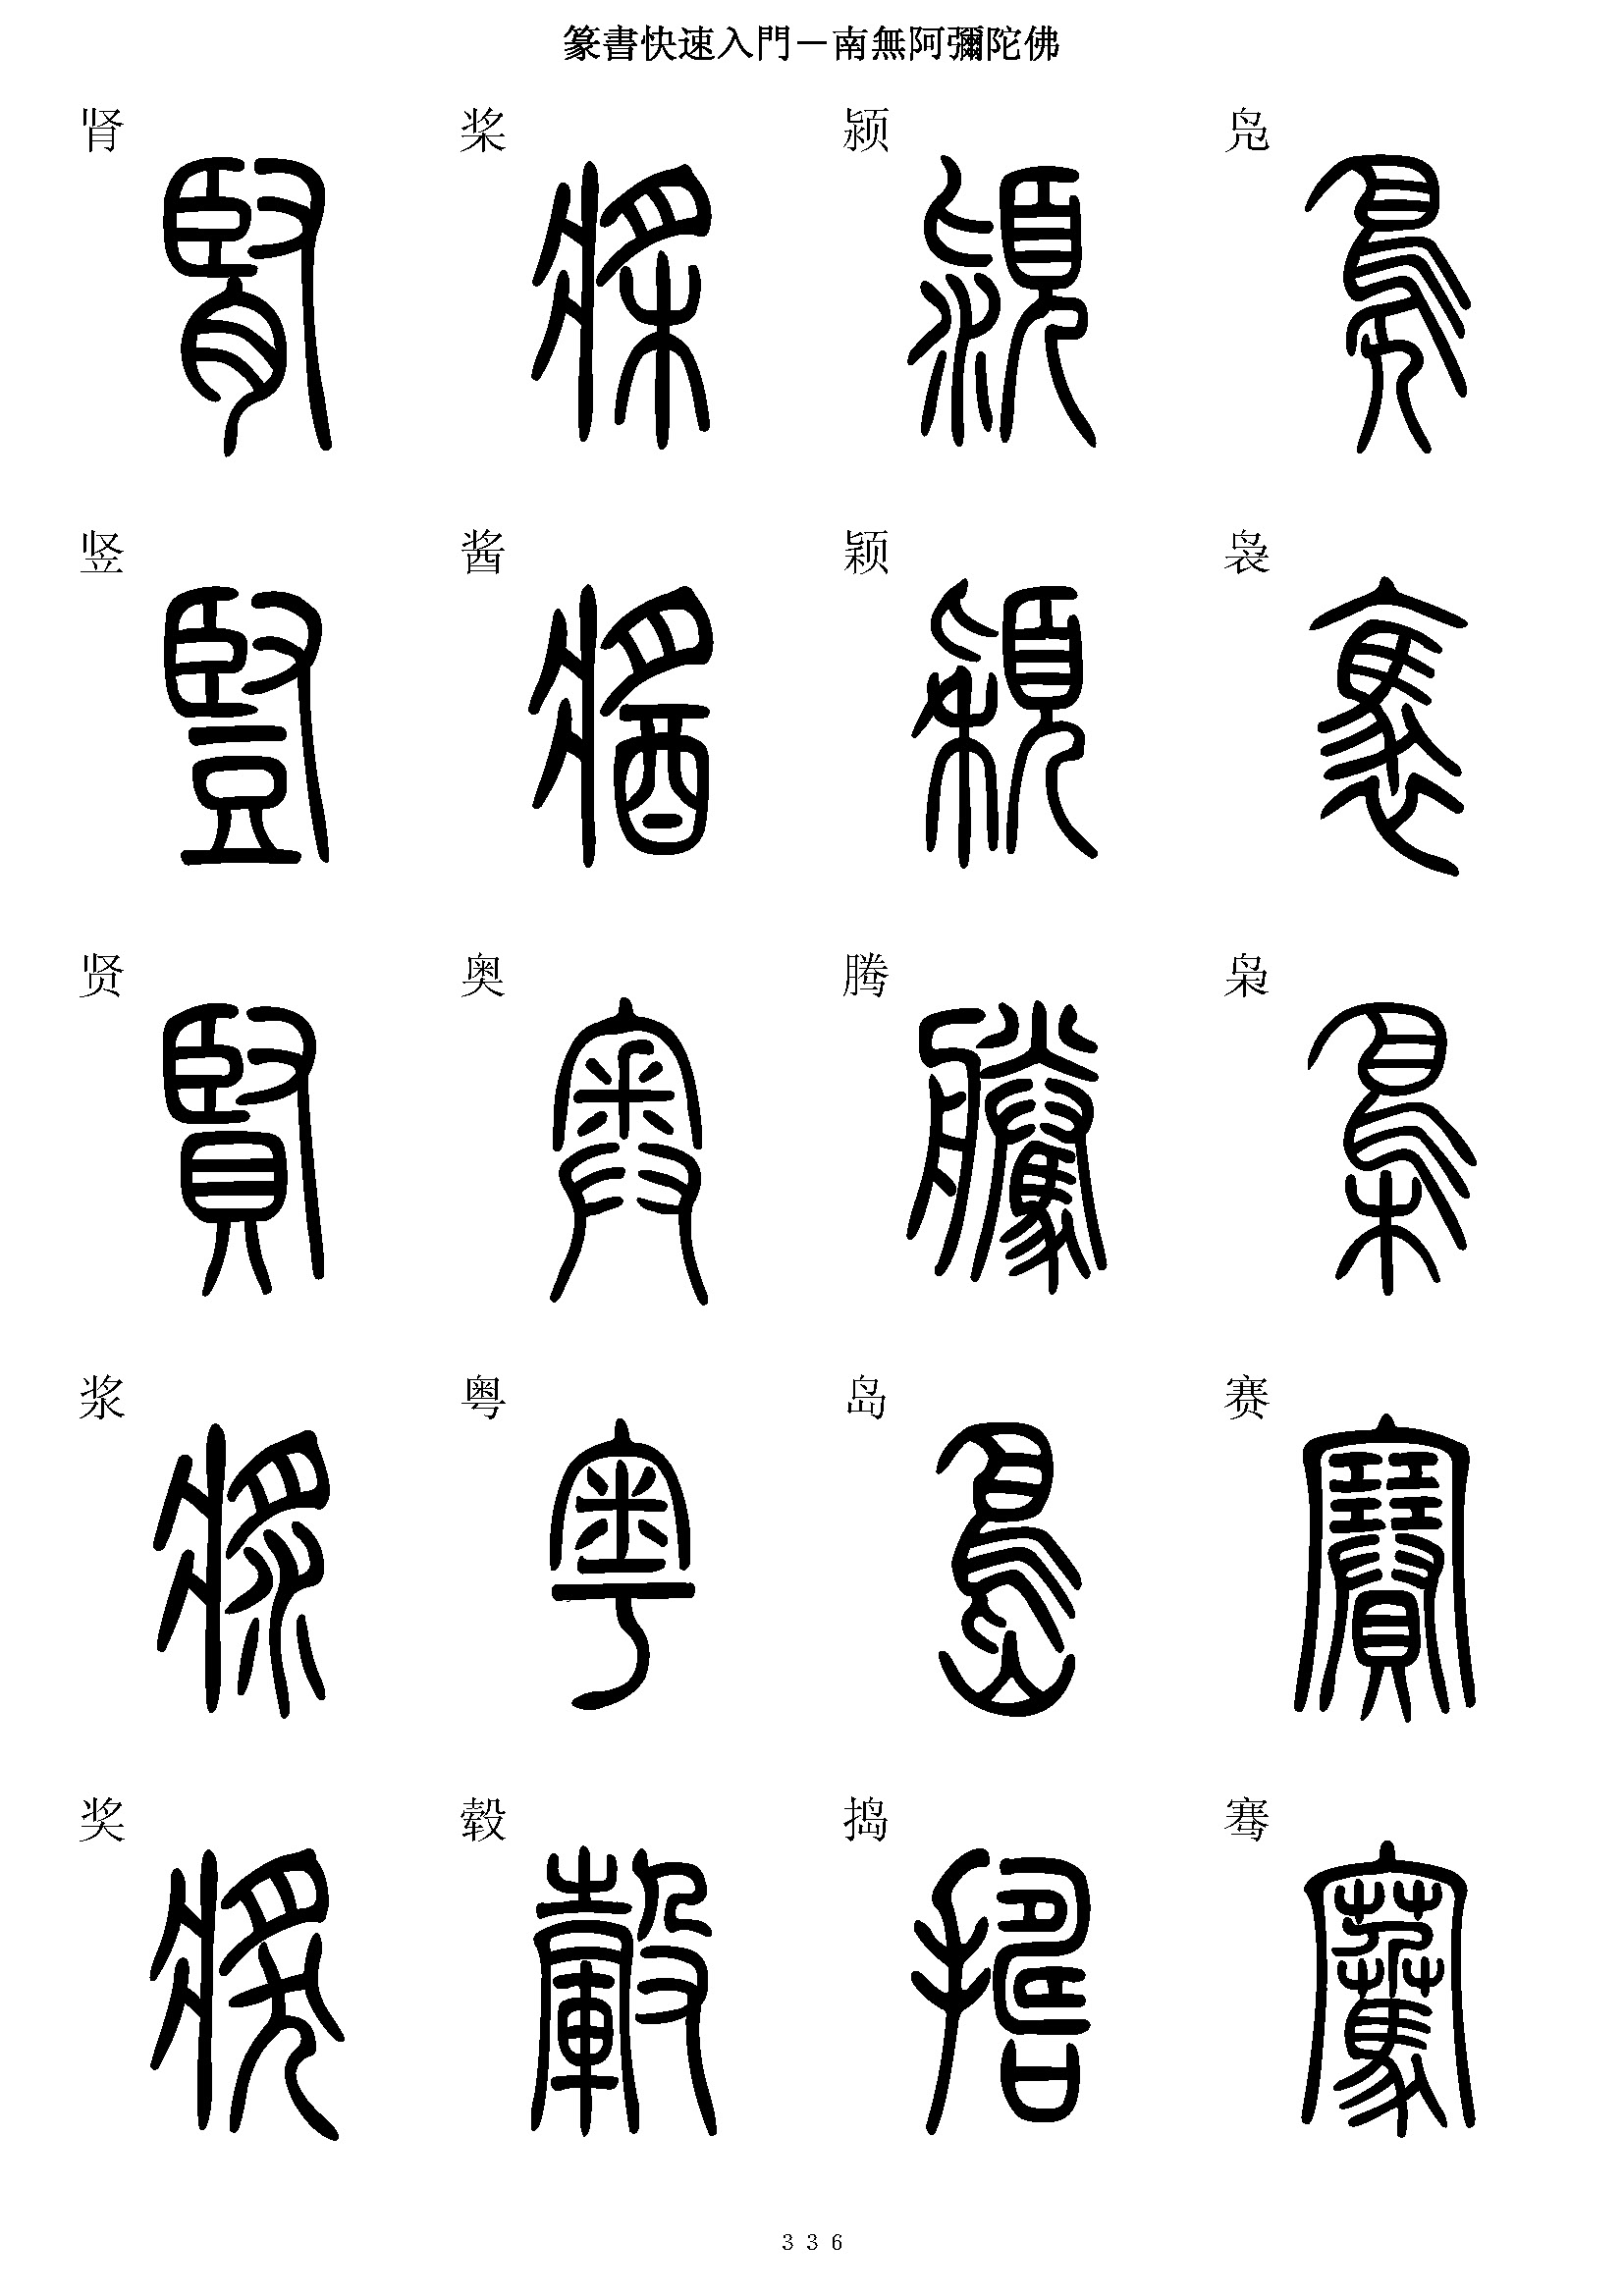 篆書快速入門－南無阿彌陀佛
肾 桨 颍 凫
竖 酱 颖 袅
贤 奥 腾 枭
浆 粤 岛 赛
奖 毂 捣 骞
336